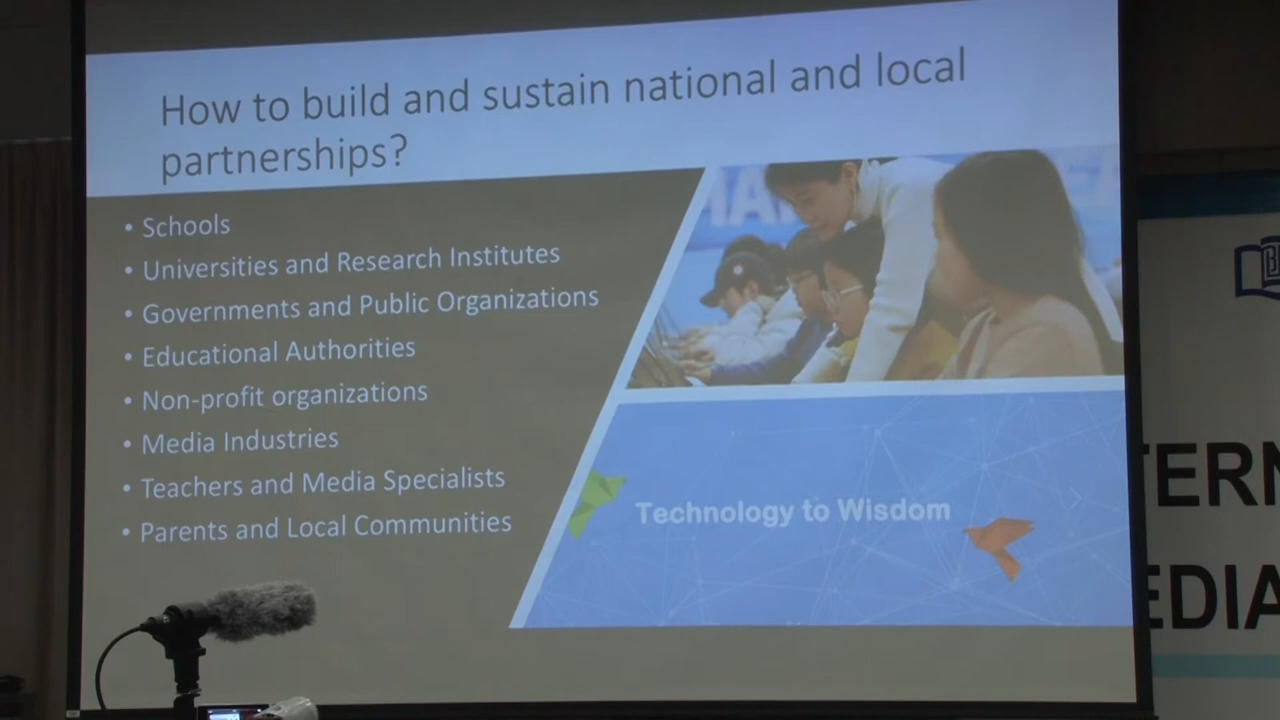 How to build and sustain national and local
partnerships?
• Schools
• Universities and Research Institutes
• Governments and Public Organizations
• Educational Authorities
• Non-profit organizations
• Media Industries
• Teachers and Media Specialists
• Parents and Local Communities
Technology to Wisdom
TERN
EDIA